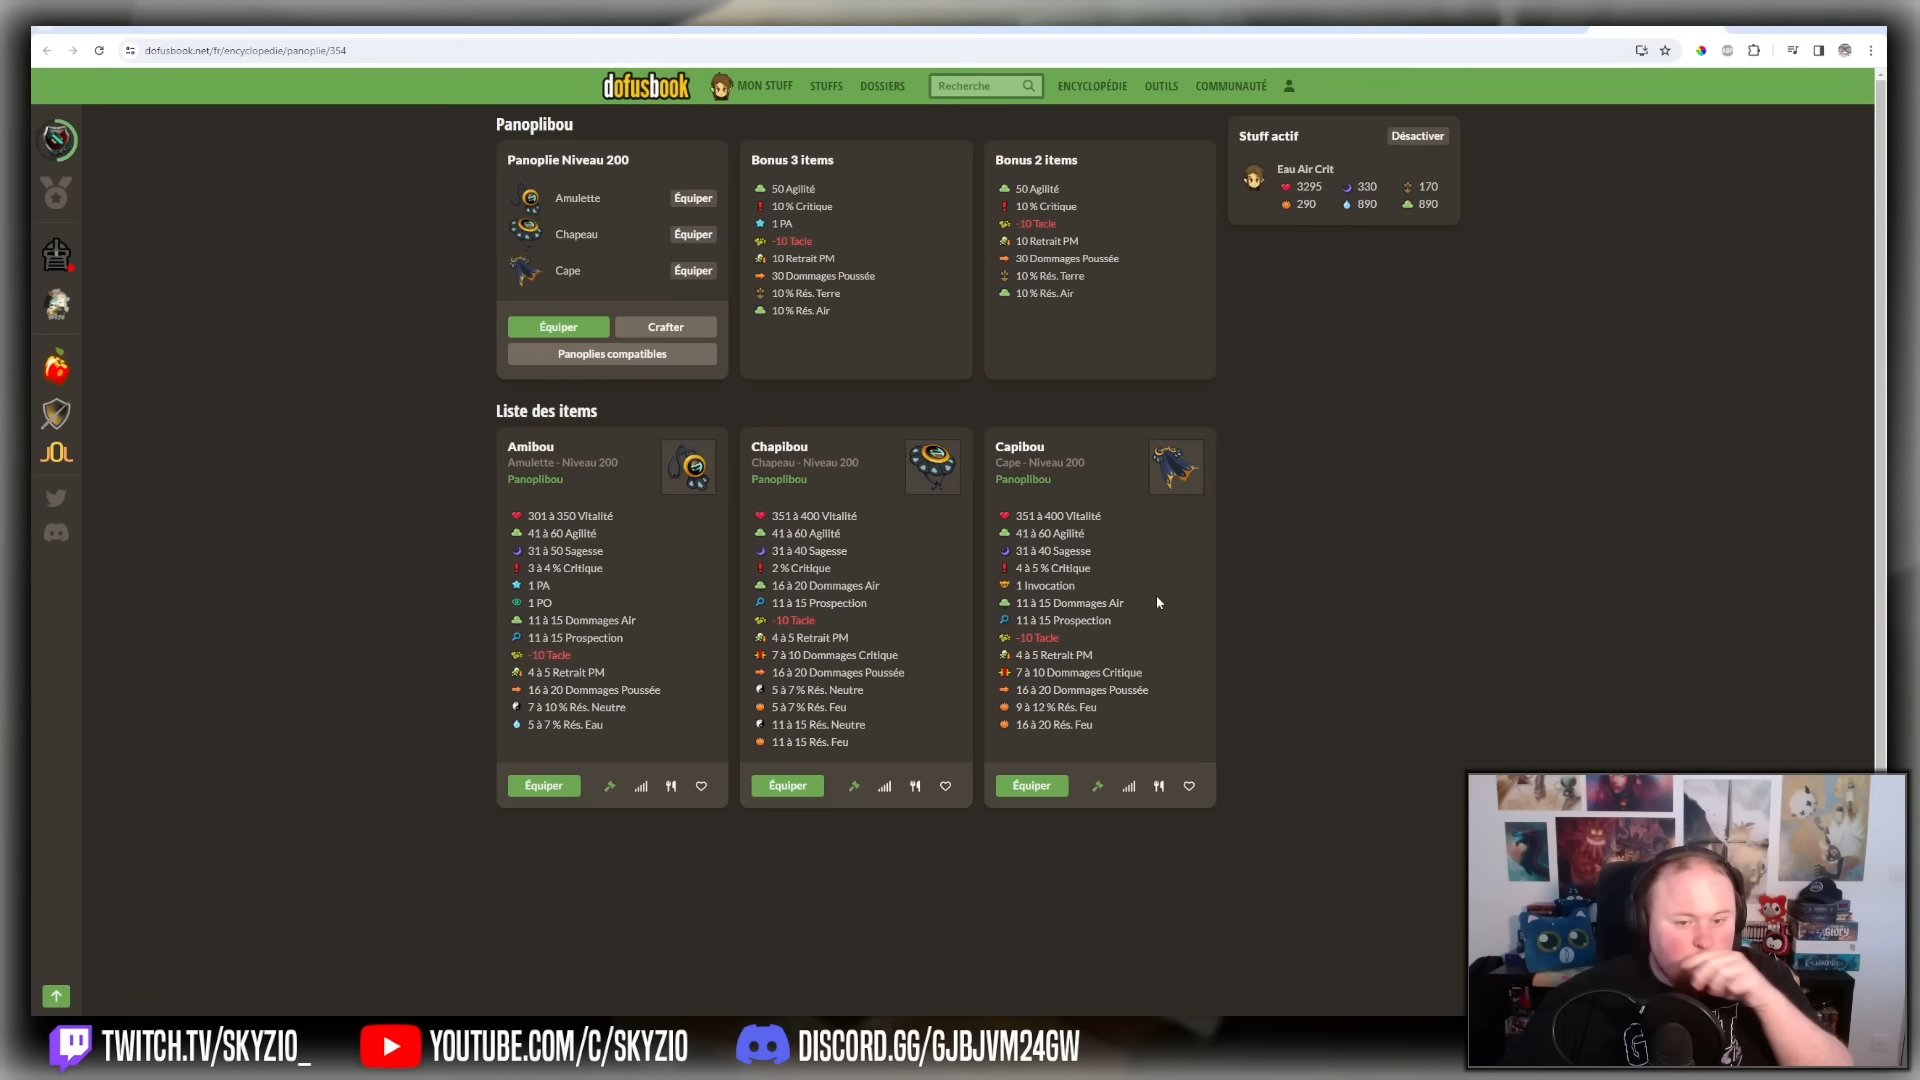 dofusbook.net/fr/encyclopedie/panoplie/354
dofusbook
MON STUFF
STUFFS
DOSSIERS
Recherche
ENCYCLOPÉDIE
OUTILS
COMMUNAUTÉ
Panoplibou
Panoplie Niveau 200
Amulette
Équiper
Chapeau
Équiper
Cape
Équiper
Équiper
Crafter
Panoplies compatibles
Bonus 3 items
50 Agilité
10 % Critique
1 PA
-10 Tacle
10 Retrait PM
30 Dommages Poussée
10 % Rés. Terre
10 % Rés. Air
Bonus 2 items
50 Agilité
10 % Critique
-10 Tacle
10 Retrait PM
30 Dommages Poussée
10 % Rés. Terre
10 % Rés. Air
Stuff actif
Désactiver
Eau Air Crit
3295 330 170
290 890 890
Liste des items
Amibou
Amulette - Niveau 200
Panoplibou
301 à 350 Vitalité
41 à 60 Agilité
31 à 50 Sagesse
3 à 4 % Critique
1 PA
1 PO
11 à 15 Dommages Air
11 à 15 Prospection
-10 Tacle
4 à 5 Retrait PM
16 à 20 Dommages Poussée
7 à 10 % Rés. Neutre
5 à 7 % Rés. Eau
Équiper
Chapibou
Chapeau - Niveau 200
Panoplibou
351 à 400 Vitalité
41 à 60 Agilité
31 à 40 Sagesse
2 % Critique
16 à 20 Dommages Air
11 à 15 Prospection
-10 Tacle
4 à 5 Retrait PM
7 à 10 Dommages Critique
16 à 20 Dommages Poussée
5 à 7 % Rés. Neutre
5 à 7 % Rés. Feu
11 à 15 Rés. Neutre
11 à 15 Rés. Feu
Équiper
Capibou
Cape - Niveau 200
Panoplibou
351 à 400 Vitalité
41 à 60 Agilité
31 à 40 Sagesse
4 à 5 % Critique
1 Invocation
11 à 15 Dommages Air
11 à 15 Prospection
-10 Tacle
4 à 5 Retrait PM
7 à 10 Dommages Critique
16 à 20 Dommages Poussée
9 à 12 % Rés. Feu
16 à 20 Rés. Feu
Équiper
JOL
GLORY
TWITCH.TV/SKYZIO_
YOUTUBE.COM/C/SKYZIO
DISCORD.GG/GJBJVM24GW